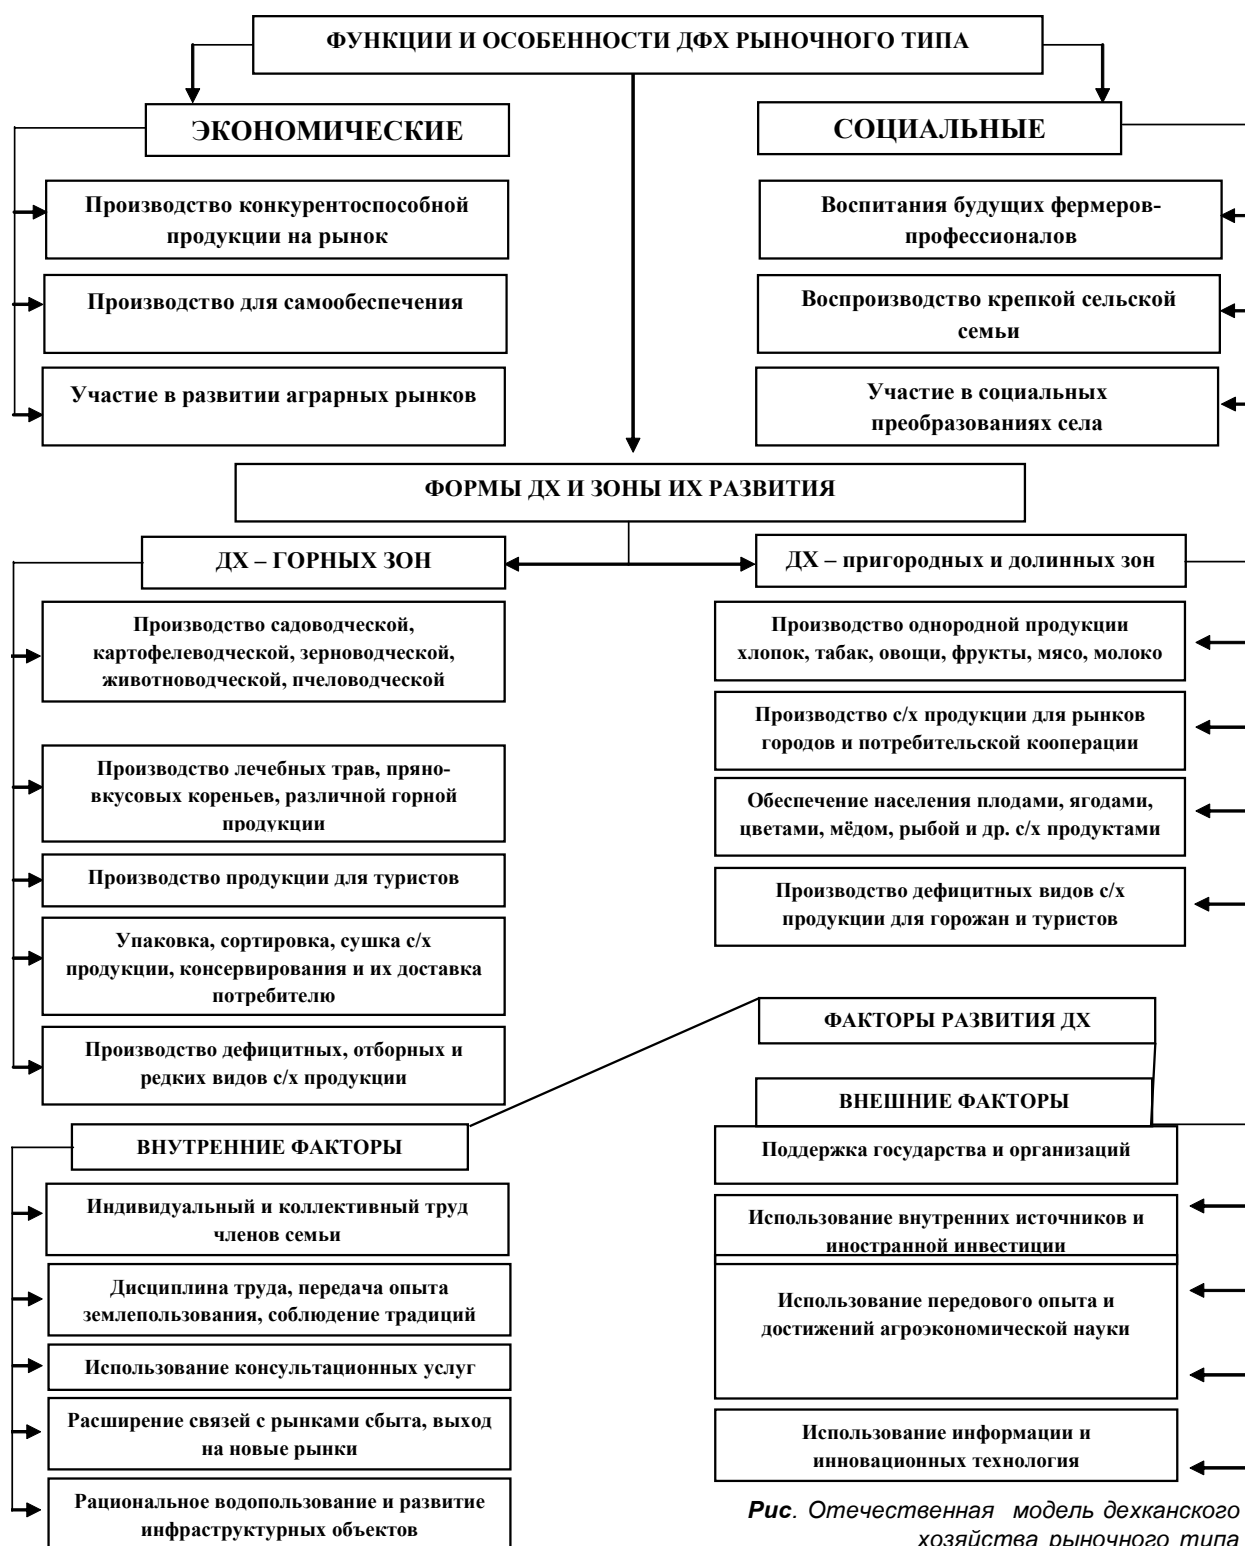 ФУНКЦИИ И ОСОБЕННОСТИ ДФХ РЫНОЧНОГО ТИПА
ЭКОНОМИЧЕСКИЕ
Производство конкурентоспособной
продукции на рынок
Производство для самообеспечения
Участие в развитии аграрных рынков
СОЦИАЛЬНЫЕ
Воспитания будущих фермеров-
профессионалов
Воспроизводство крепкой сельской
семьи
Участие в социальных
преобразованиях села
ФОРМЫ ДХ И ЗОНЫ ИХ РАЗВИТИЯ
ДХ – ГОРНЫХ ЗОН
Производство садоводческой,
картофелеводческой, зерноводческой,
животноводческой, пчеловодческой
Производство лечебных трав, пряно-
вкусовых кореньев, различной горной
продукции
Производство продукции для туристов
Упаковка, сортировка, сушка с/х
продукции, консервирования и их доставка
потребителю
Производство дефицитных, отборных и
редких видов с/х продукции
ДХ – пригородных и долинных зон
Производство однородной продукции
хлопок, табак, овощи, фрукты, мясо, молоко
Производство с/х продукции для рынков
городов и потребительской кооперации
Обеспечение населения плодами, ягодами,
цветами, мёдом, рыбой и др. с/х продуктами
Производство дефицитных видов с/х
продукции для горожан и туристов
ФАКТОРЫ РАЗВИТИЯ ДХ
ВНУТРЕННИЕ ФАКТОРЫ
Индивидуальный и коллективный труд
членов семьи
Дисциплина труда, передача опыта
землепользования, соблюдение традиций
Использование консультационных услуг
Расширение связей с рынками сбыта, выход
на новые рынки
Рациональное водопользование и развитие
инфраструктурных объектов
ВНЕШНИЕ ФАКТОРЫ
Поддержка государства и организаций
Использование внутренних источников и
иностранной инвестиции
Использование передового опыта и
достижений агроэкономической науки
Использование информации и
инновационных технология
Рис. Отечественная модель дехканского
хозяйства рыночного типа